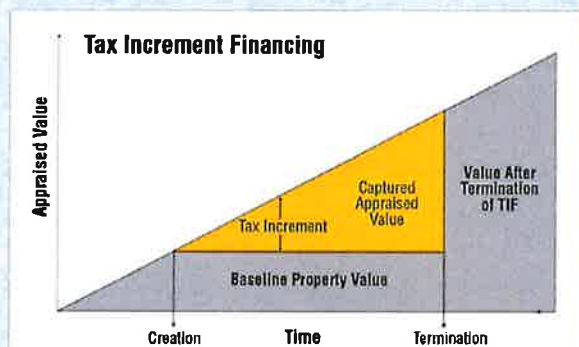 Tax Increment Financing
Appraised Value
Captured
Appraised
Value
Tax Increment
Value After
Termination
of TIF
Baseline Property Value
Creation
Time
Termination